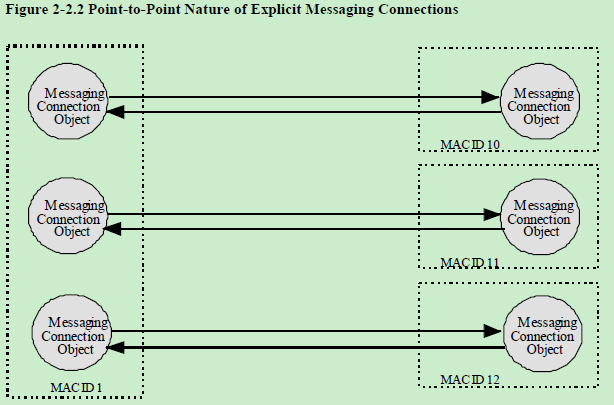 Figure 2-2.2 Point-to-Point Nature of Explicit Messaging Connections
Messaging
Connection
Object
Messaging
Connection
Object
MAC ID 10
Messaging
Connection
Object
Messaging
Connection
Object
MAC ID 11
Messaging
Connection
Object
Messaging
Connection
Object
MAC ID 12
MAC ID 1